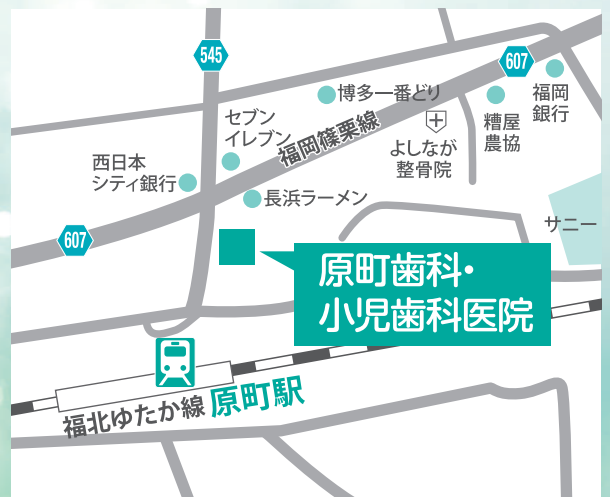 545
607
博多一番どり
福岡
銀行
セブン
イレブン
福岡篠栗線
糟屋
農協
よしなが
整骨院
西日本
シティ銀行
長浜ラーメン
サニー
607
原町歯科・
小児歯科医院
福北ゆたか線
原町駅